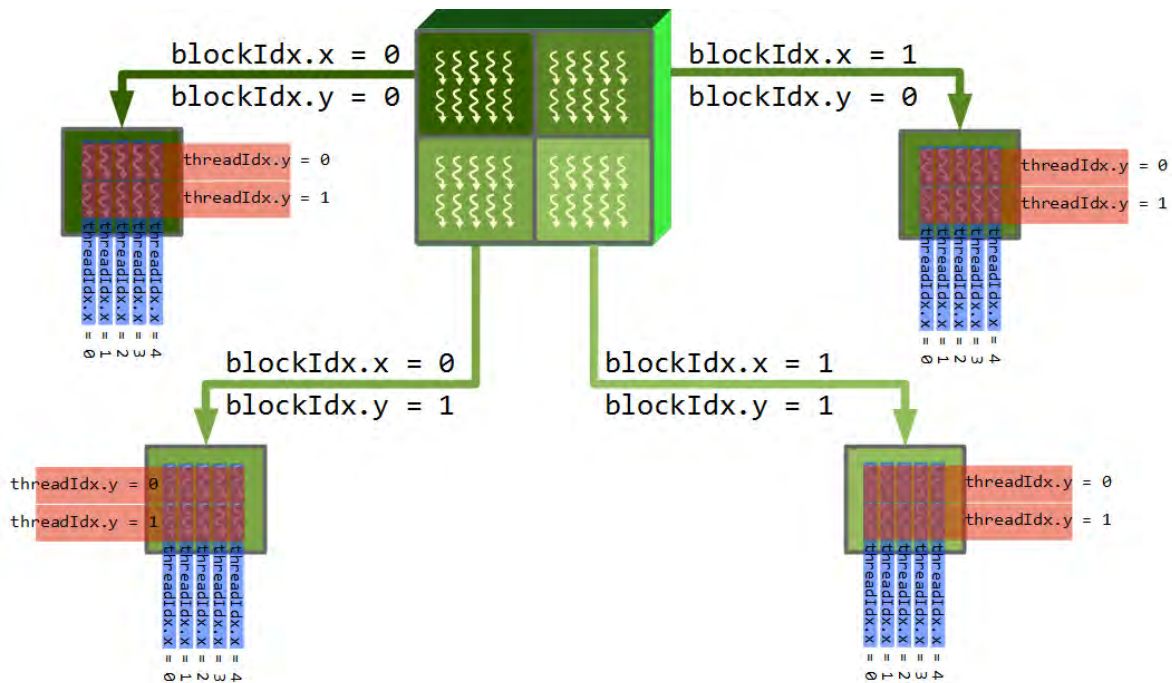 blockIdx.x = 0
blockIdx.y = 0
blockIdx.x = 1
blockIdx.y = 0
threadIdx.y = 0
threadIdx.y = 1
threadIdx.x = 0
threadIdx.x = 1
threadIdx.x = 2
threadIdx.x = 3
threadIdx.x = 4
threadIdx.y = 0
threadIdx.y = 1
threadIdx.x = 0
threadIdx.x = 1
threadIdx.x = 2
threadIdx.x = 3
threadIdx.x = 4
blockIdx.x = 0
blockIdx.y = 1
blockIdx.x = 1
blockIdx.y = 1
threadIdx.y = 0
threadIdx.y = 1
threadIdx.x = 0
threadIdx.x = 1
threadIdx.x = 2
threadIdx.x = 3
threadIdx.x = 4
threadIdx.y = 0
threadIdx.y = 1
threadIdx.x = 0
threadIdx.x = 1
threadIdx.x = 2
threadIdx.x = 3
threadIdx.x = 4